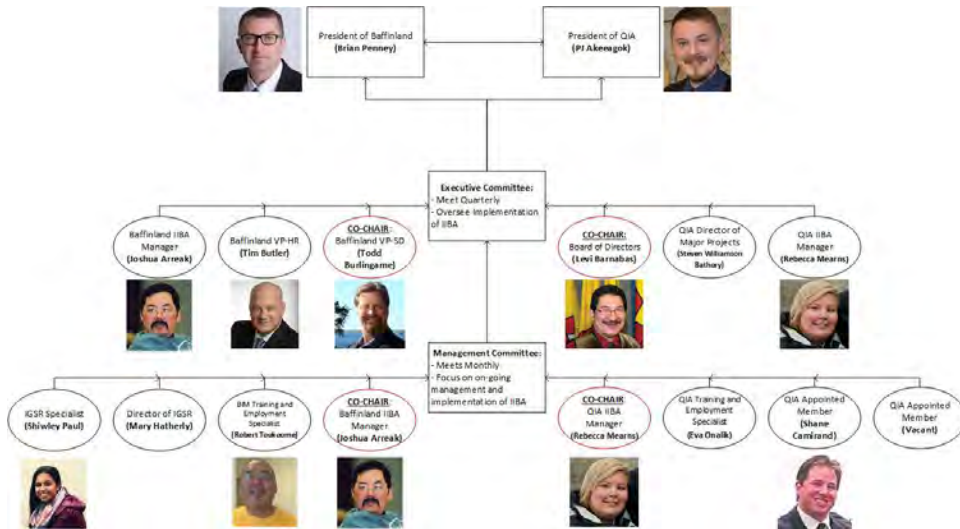 President of Baffinland
(Brian Penney)
President of QIA
(PJ Akeeagok)
Executive Committee:
- Meet Quarterly
- Oversee Implementation
of IIBA
Baffinland IIBA
Manager
(Joshua Arreak)
Baffinland VP-HR
(Tim Butler)
CO-CHAIR:
Baffinland VP-SD
(Todd
Burlingame)
CO-CHAIR:
Board of Directors
(Levi Barnabas)
QIA Director of
Major Projects
(Steven Williamson
Bathory)
QIA IIBA
Manager
(Rebecca Mearns)
Management Committee:
- Meets Monthly
- Focus on on-going
management and
implementation of IIBA
IGSR Specialist
(Shiwley Paul)
Director of IGSR
(Mary Hatherly)
BIM Training and
Employment
Specialist
(Robert Tookoome)
CO-CHAIR:
Baffinland IIBA
Manager
(Joshua Arreak)
CO-CHAIR
QIA IIBA
Manager
(Rebecca Mearns)
QIA Training and
Employment
Specialist
(Eva Onalik)
QIA Appointed
Member
(Shane
Camirand)
QIA Appointed
Member
(Vacant)